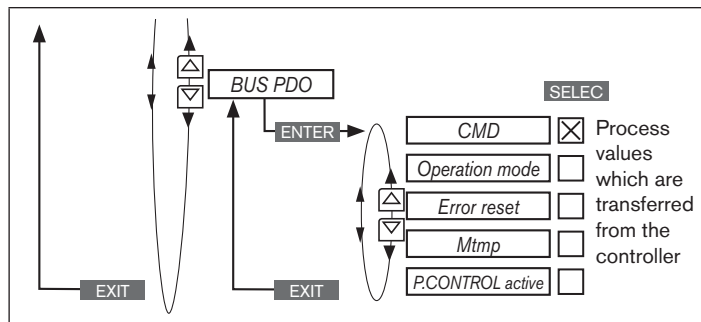 BUS PDO
SELEC
ENTER
CMD
Process
values
which are
transferred
from the
controller
Operation mode
Error reset
Mtmp
P.CONTROL active
EXIT
EXIT